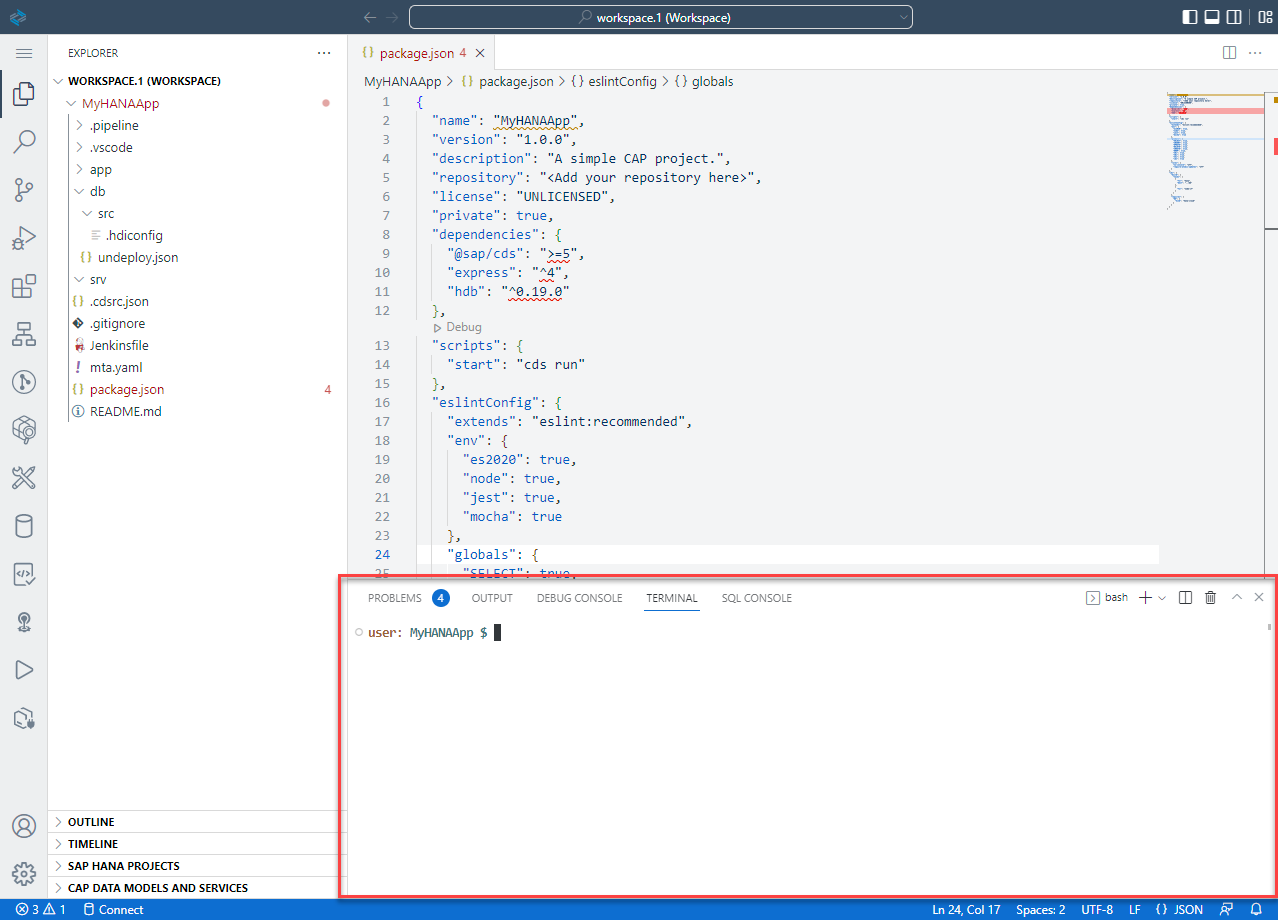 workspace.1 (Workspace)
EXPLORER
WORKSPACE.1 (WORKSPACE)
MyHANAApp
.pipeline
.vscode
app
db
src
.hdiconfig
{} undeploy.json
srv
{} .cdsrc.json
.gitignore
Jenkinsfile
! mta.yaml
{} package.json 4
README.md
OUTLINE
TIMELINE
SAP HANA PROJECTS
CAP DATA MODELS AND SERVICES
{} package.json 4
MyHANAApp > {} package.json > {} eslintConfig > {} globals
1 {
2 "name": "MyHANAApp",
3 "version": "1.0.0",
4 "description": "A simple CAP project.",
5 "repository": "<Add your repository here>",
6 "license": "UNLICENSED",
7 "private": true,
8 "dependencies": {
9 "@sap/cds": ">=5",
10 "express": "^4",
11 "hdb": "^0.19.0"
12 },
Debug
13 "scripts": {
14 "start": "cds run"
15 },
16 "eslintConfig": {
17 "extends": "eslint:recommended",
18 "env": {
19 "es2020": true,
20 "node": true,
21 "jest": true,
22 "mocha": true
23 },
24 "globals": {
25 "SELECT": true,
PROBLEMS 4 OUTPUT DEBUG CONSOLE TERMINAL SQL CONSOLE
bash
user: MyHANAApp $
3 1 Connect
Ln 24, Col 17 Spaces: 2 UTF-8 LF {} JSON